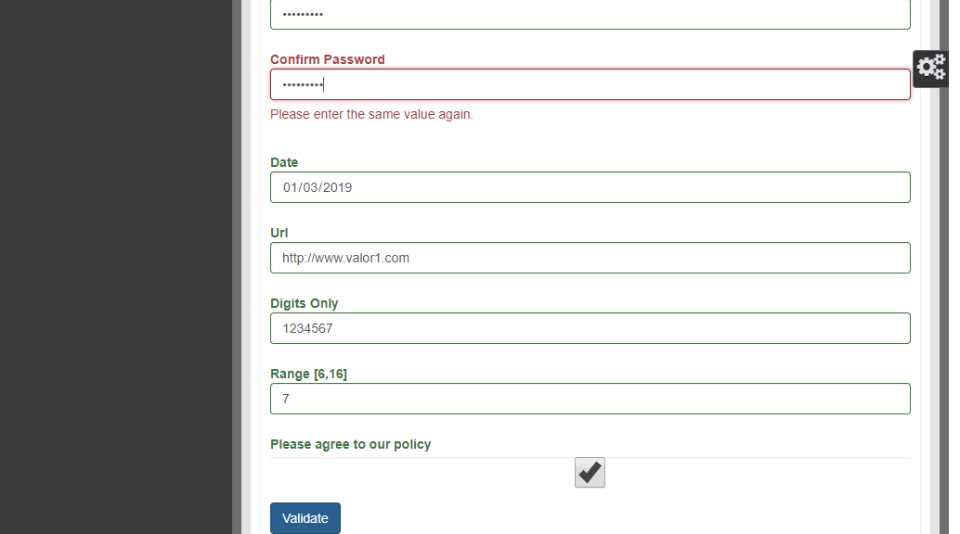 •••••••••
Confirm Password
•••••••••
Please enter the same value again.
Date
01/03/2019
Url
http://www.valor1.com
Digits Only
1234567
Range [6,16]
7
Please agree to our policy
Validate